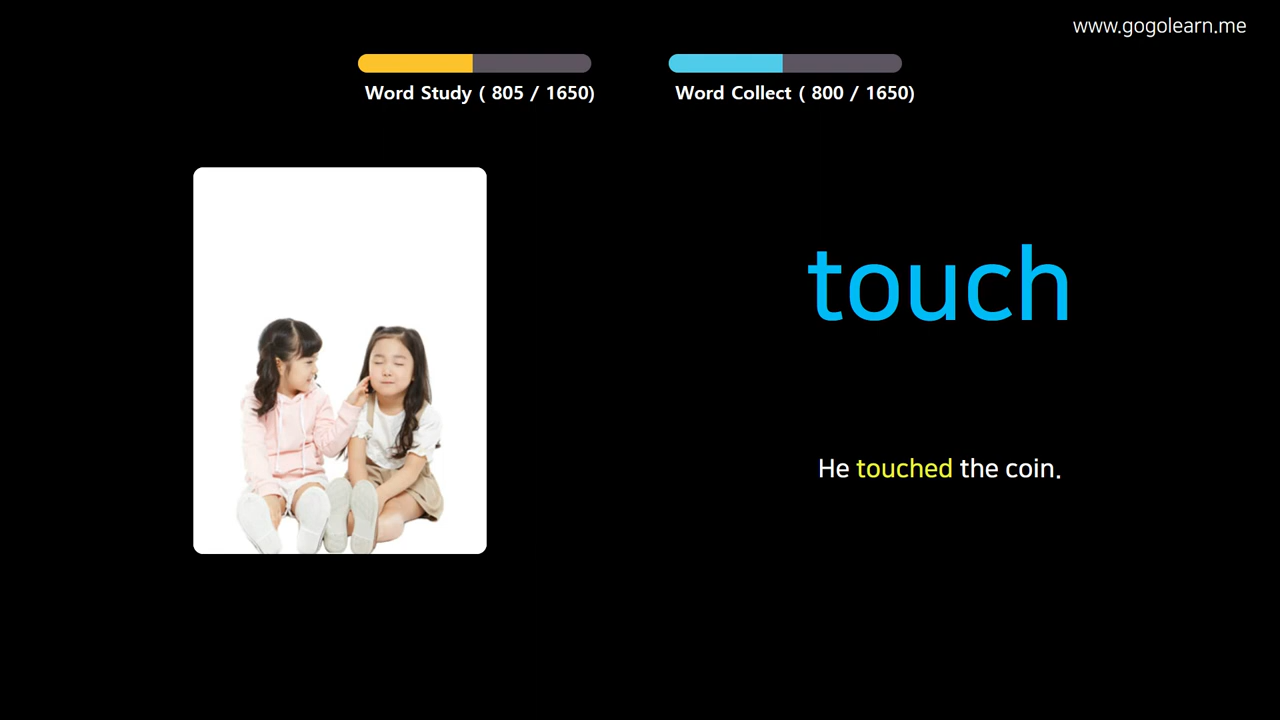 www.gogolearn.me
Word Study ( 805 / 1650)
Word Collect ( 800 / 1650)
touch
He touched the coin.